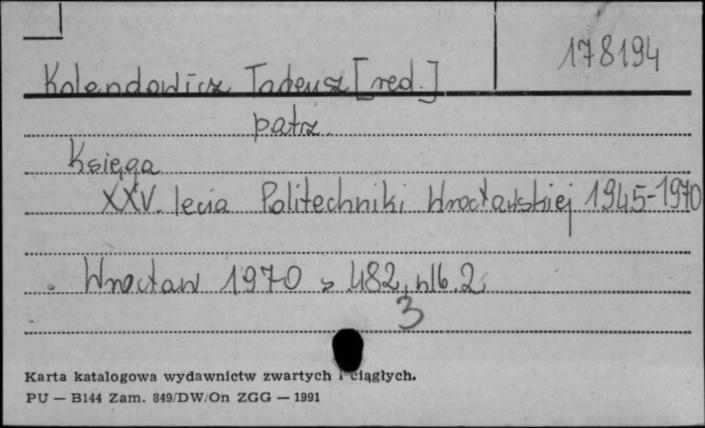 178194
Kolendowicz Tadeusz [red.]
patrz
Księga
XXV-lecia Politechniki Wrocławskiej 1945-1970
Wrocław 1970 s 482, nlb. 2
3
Karta katalogowa wydawnictw zwartych i ciągłych.
PU — B144 Zam. 849/DW/On ZGG — 1991